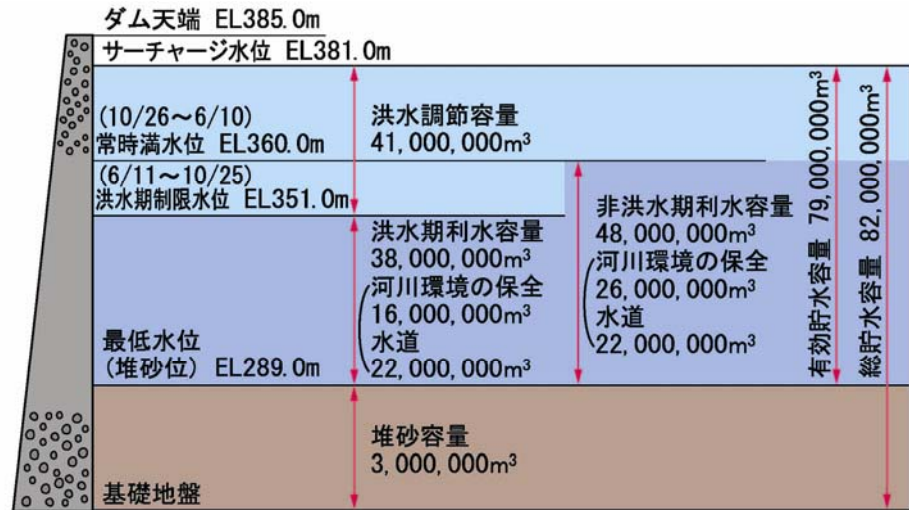 ダム天端 EL385.0m
サーチャージ水位 EL381.0m
(10/26～6/10)
常時満水位 EL360.0m
(6/11～10/25)
洪水期制限水位 EL351.0m
最低水位
(堆砂位) EL289.0m
基礎地盤
洪水調節容量
41,000,000m³
洪水期利水容量
38,000,000m³
河川環境の保全
16,000,000m³
水道
22,000,000m³
堆砂容量
3,000,000m³
非洪水期利水容量
48,000,000m³
河川環境の保全
26,000,000m³
水道
22,000,000m³
有効貯水容量 79,000,000m³
総貯水容量 82,000,000m³